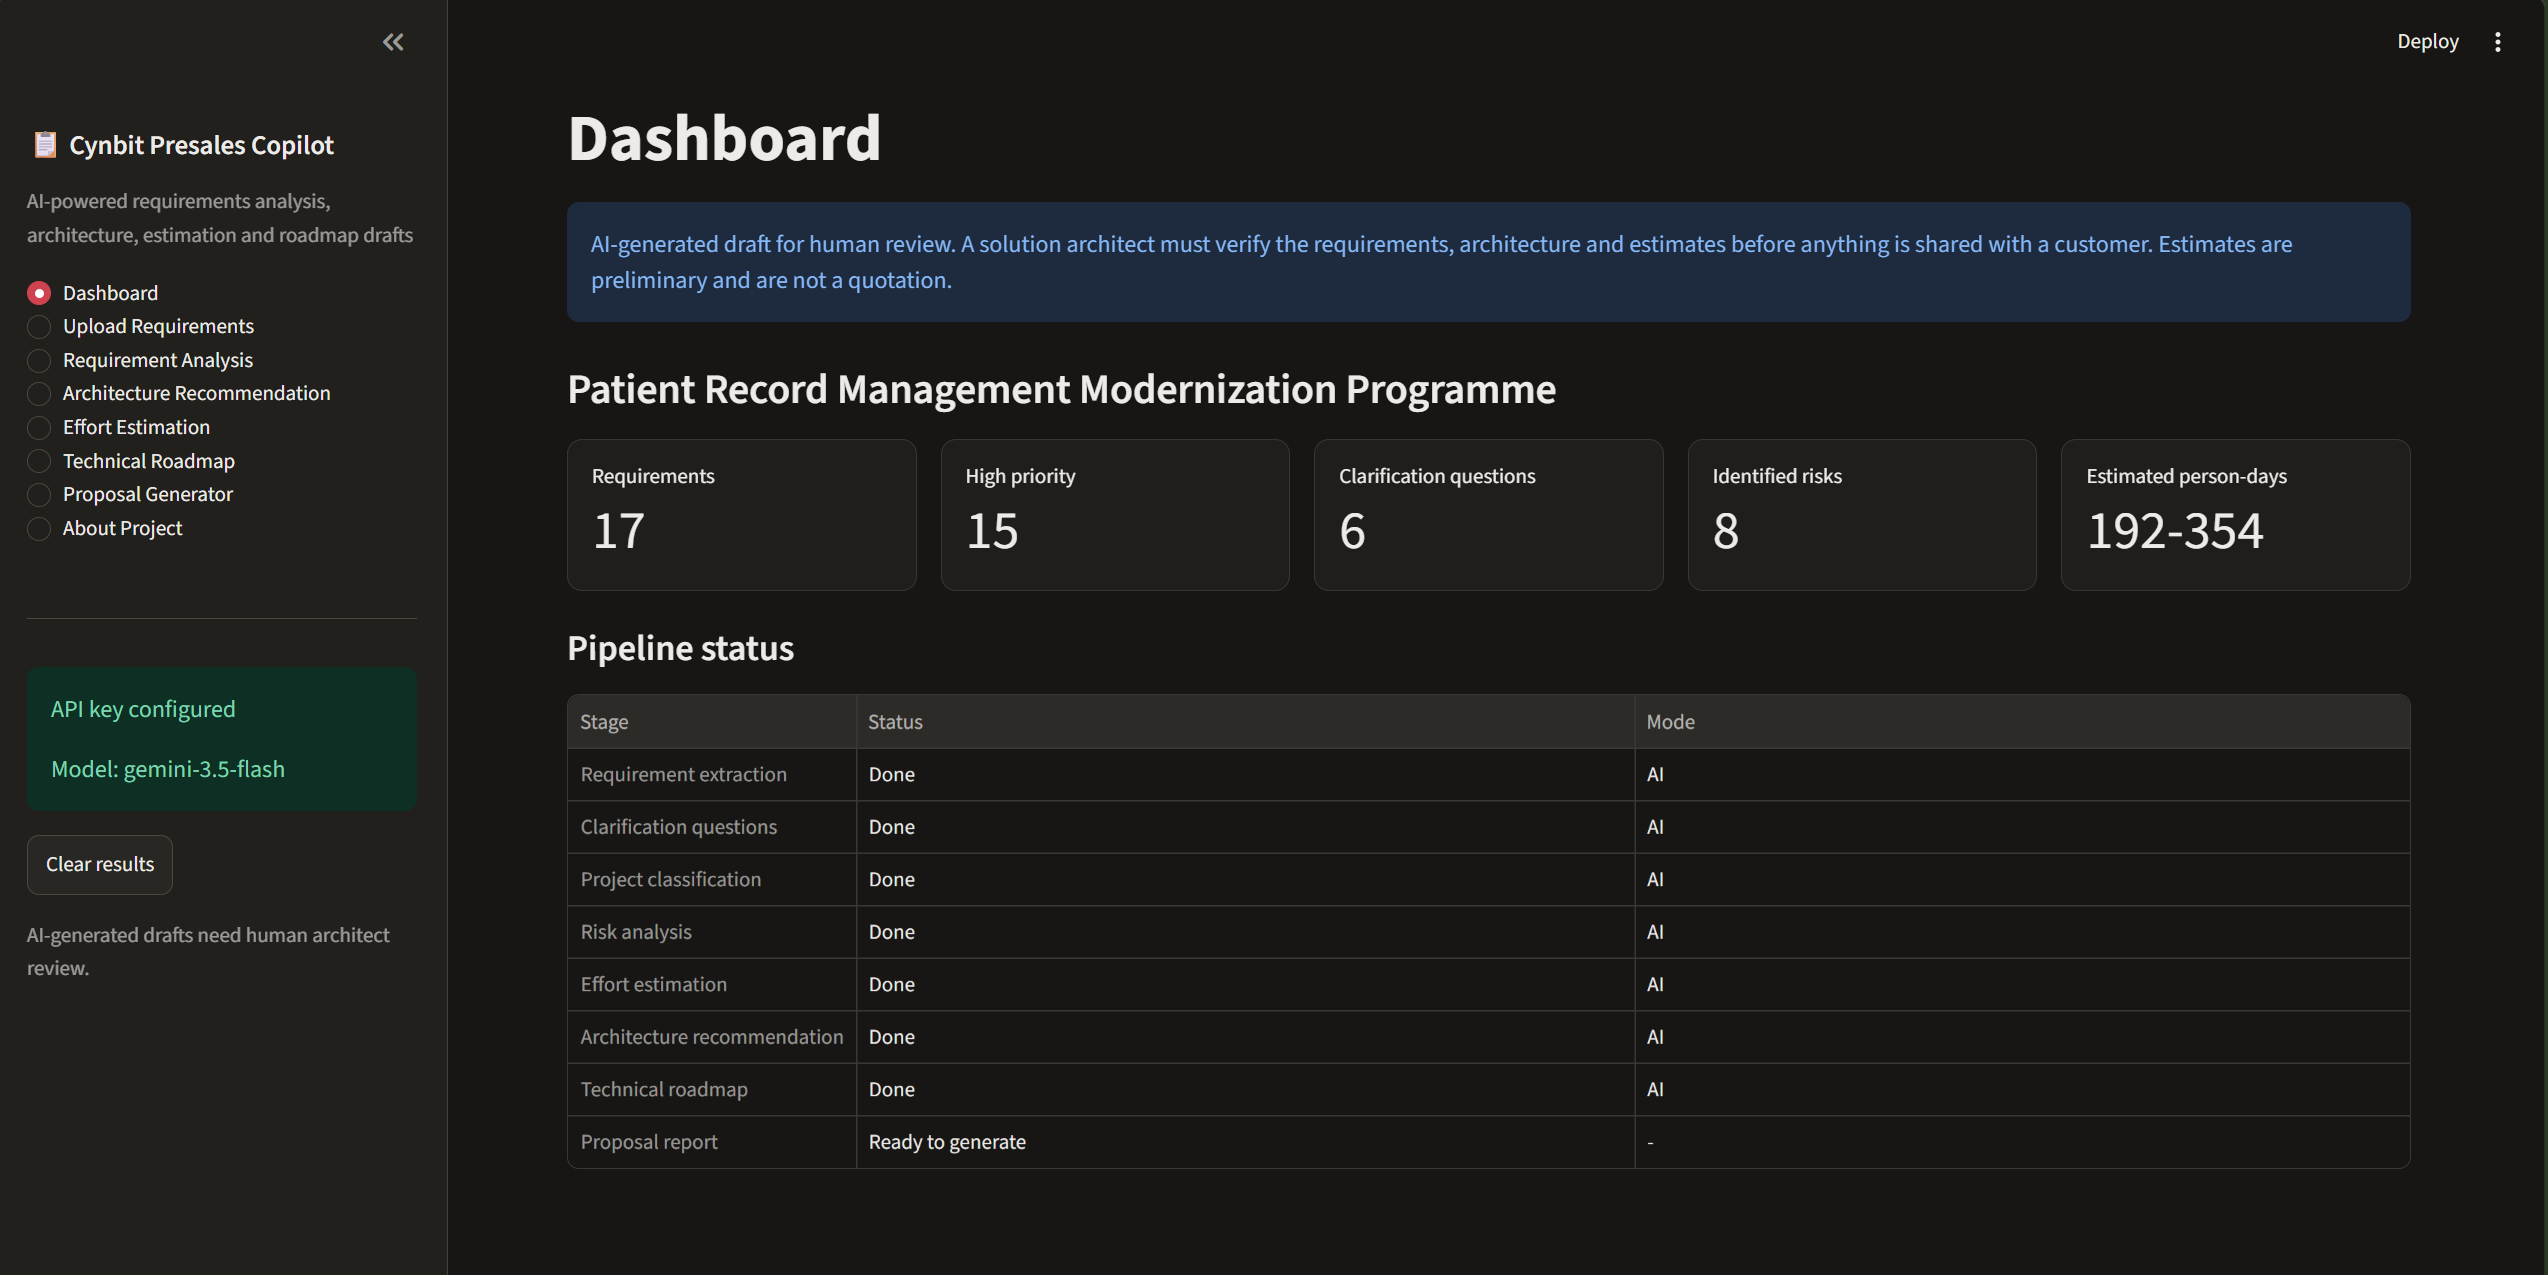 Deploy
📋 Cynbit Presales Copilot
AI-powered requirements analysis,
architecture, estimation and roadmap drafts
Dashboard
Upload Requirements
Requirement Analysis
Architecture Recommendation
Effort Estimation
Technical Roadmap
Proposal Generator
About Project
API key configured
Model: gemini-3.5-flash
Clear results
AI-generated drafts need human architect
review.
Dashboard
AI-generated draft for human review. A solution architect must verify the requirements, architecture and estimates before anything is shared with a customer. Estimates are
preliminary and are not a quotation.
Patient Record Management Modernization Programme
Requirements
17
High priority
15
Clarification questions
6
Identified risks
8
Estimated person-days
192-354
Pipeline status
Stage Status Mode
Requirement extraction Done AI
Clarification questions Done AI
Project classification Done AI
Risk analysis Done AI
Effort estimation Done AI
Architecture recommendation Done AI
Technical roadmap Done AI
Proposal report Ready to generate -